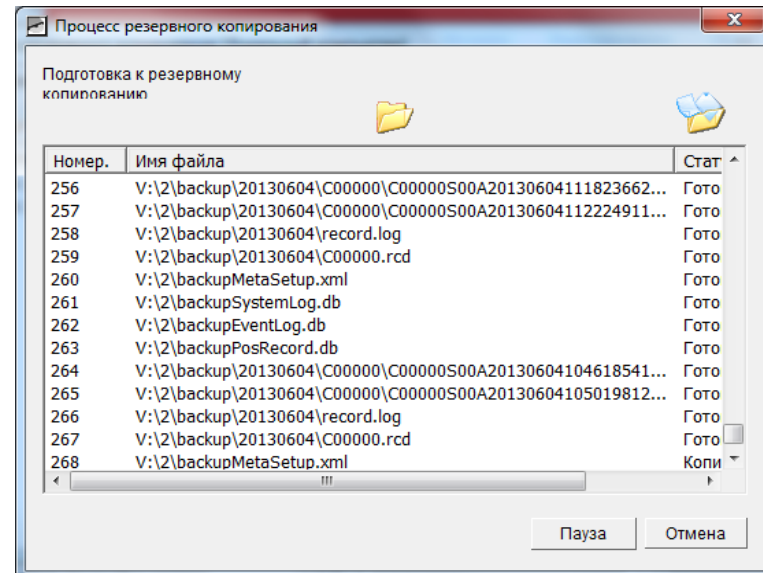 Процесс резервного копирования
Подготовка к резервному
копированию
Номер. Имя файла Стат
256 V:\2\backup\20130604\C00000\C00000S00A20130604111823662... Гото
257 V:\2\backup\20130604\C00000\C00000S00A20130604112224911... Гото
258 V:\2\backup\20130604\record.log Гото
259 V:\2\backup\20130604\C00000.rcd Гото
260 V:\2\backupMetaSetup.xml Гото
261 V:\2\backupSystemLog.db Гото
262 V:\2\backupEventLog.db Гото
263 V:\2\backupPosRecord.db Гото
264 V:\2\backup\20130604\C00000\C00000S00A20130604104618541... Гото
265 V:\2\backup\20130604\C00000\C00000S00A20130604105019812... Гото
266 V:\2\backup\20130604\record.log Гото
267 V:\2\backup\20130604\C00000.rcd Гото
268 V:\2\backupMetaSetup.xml Копи
Пауза Отмена